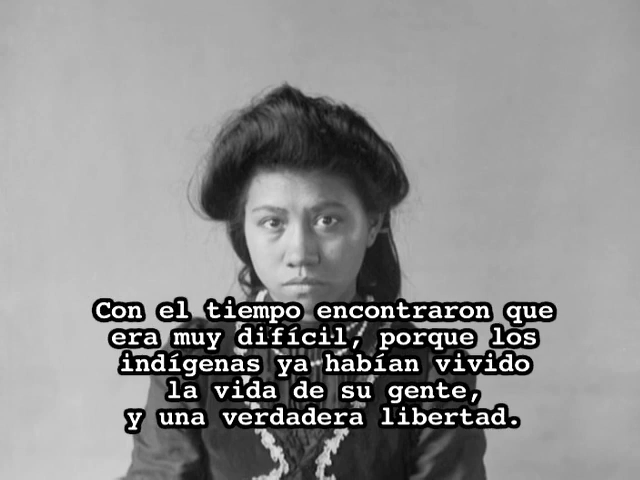 Con el tiempo encontraron que
era muy difícil, porque los
indígenas ya habían vivido
la vida de su gente,
y una verdadera libertad.